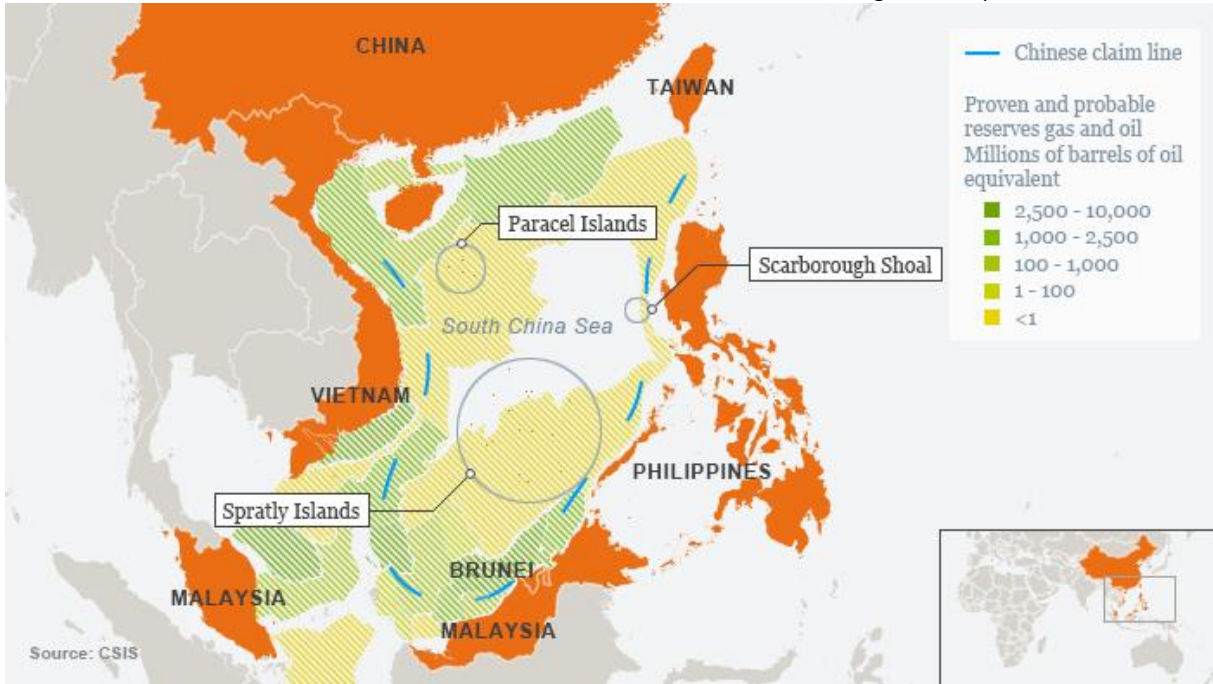 CHINA
TAIWAN
Chinese claim line
Proven and probable
reserves gas and oil
Millions of barrels of oil
equivalent
2,500 - 10,000
1,000 - 2,500
100 - 1,000
1 - 100
<1
Paracel Islands
Scarborough Shoal
South China Sea
VIETNAM
PHILIPPINES
Spratly Islands
BRUNEI
MALAYSIA
MALAYSIA
Source: CSIS